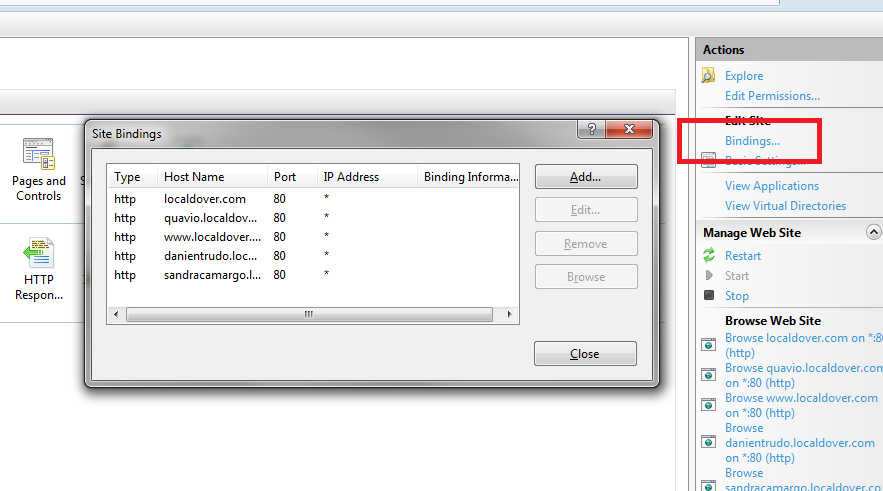 Actions
Explore
Edit Permissions...
Edit Site
Bindings...
Basic Settings...
View Applications
View Virtual Directories
Manage Web Site
Restart
Start
Stop
Browse Web Site
Browse localdover.com on *:80
(http)
Browse quavio.localdover.com
on *:80 (http)
Browse www.localdover.com
on *:80 (http)
Browse
danientrudo.localdover.com
on *:80 (http)
Browse
sandracamargo.localdover.co
Pages and
Controls
HTTP
Respon...
Site Bindings
Type Host Name Port IP Address Binding Informa...
http localdover.com 80 *
http quavio.localdov... 80 *
http www.localdover.... 80 *
http danientrudo.loc... 80 *
http sandracamargo.l... 80 *
Add...
Edit...
Remove
Browse
Close